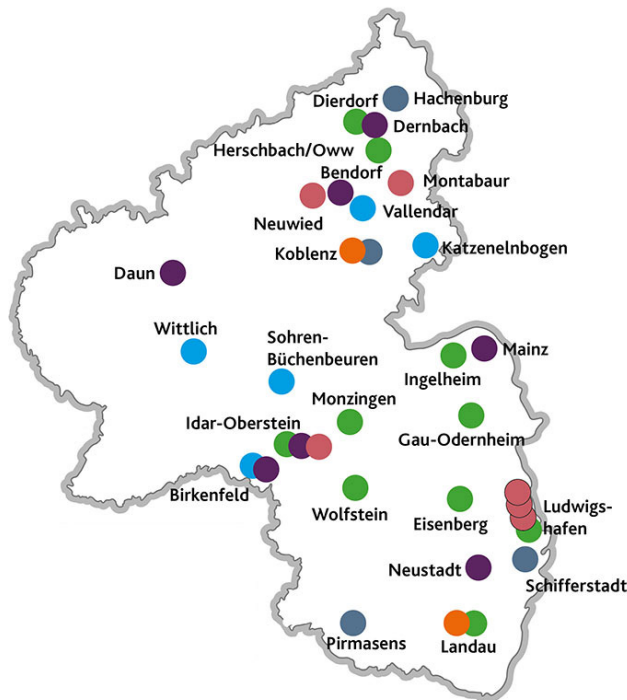 Dierdorf
Hachenburg
Dernbach
Herschbach/Oww
Bendorf
Montabaur
Neuwied
Vallendar
Koblenz
Katzenelnbogen
Daun
Wittlich
Sohren-
Büchenbeuren
Mainz
Ingelheim
Monzingen
Idar-Oberstein
Gau-Odernheim
Birkenfeld
Wolfstein
Eisenberg
Ludwigs-
hafen
Neustadt
Schifferstadt
Pirmasens
Landau